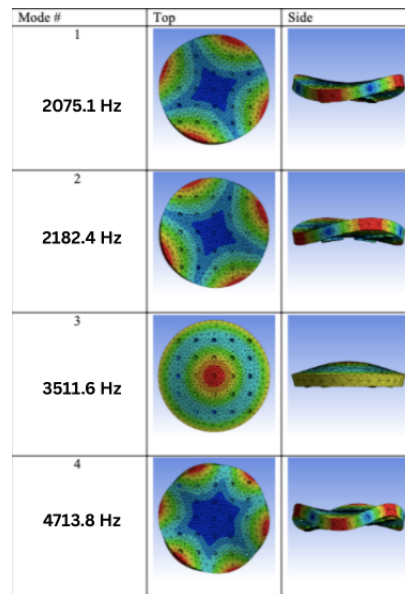 Mode # Top Side
1
2075.1 Hz
2
2182.4 Hz
3
3511.6 Hz
4
4713.8 Hz